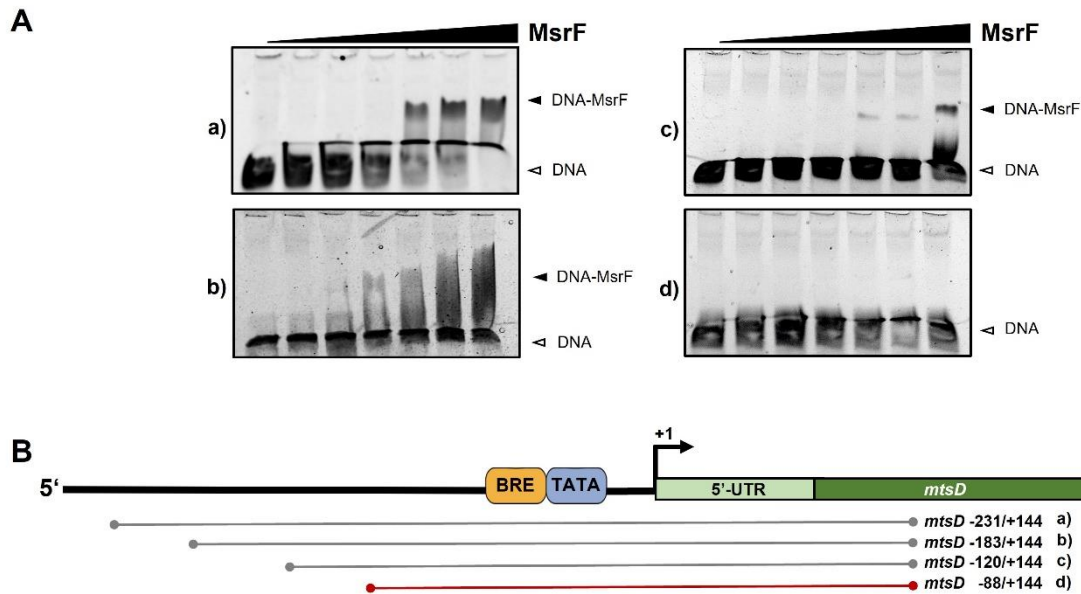 A
MsrF
a)
DNA-MsrF
DNA
b)
DNA-MsrF
DNA
MsrF
c)
DNA-MsrF
DNA
d)
DNA
B
+1
5‘
BRE
TATA
5’-UTR
mtsD
mtsD -231/+144 a)
mtsD -183/+144 b)
mtsD -120/+144 c)
mtsD -88/+144 d)